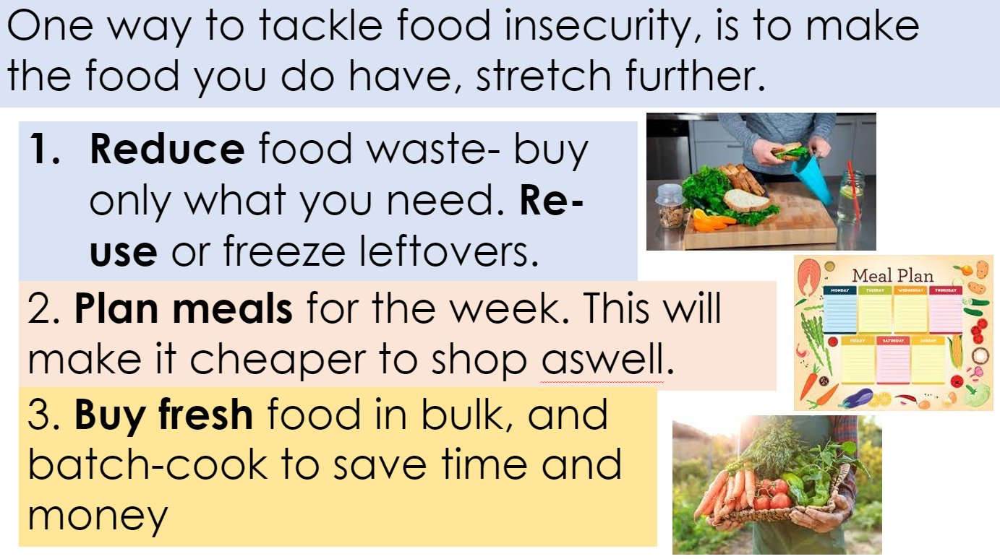 One way to tackle food insecurity, is to make
the food you do have, stretch further.
1. Reduce food waste- buy
only what you need. Re-
use or freeze leftovers.
2. Plan meals for the week. This will
make it cheaper to shop aswell.
3. Buy fresh food in bulk, and
batch-cook to save time and
money
Meal Plan
MONDAY TUESDAY WEDNESDAY THURSDAY
FRIDAY SATURDAY SUNDAY